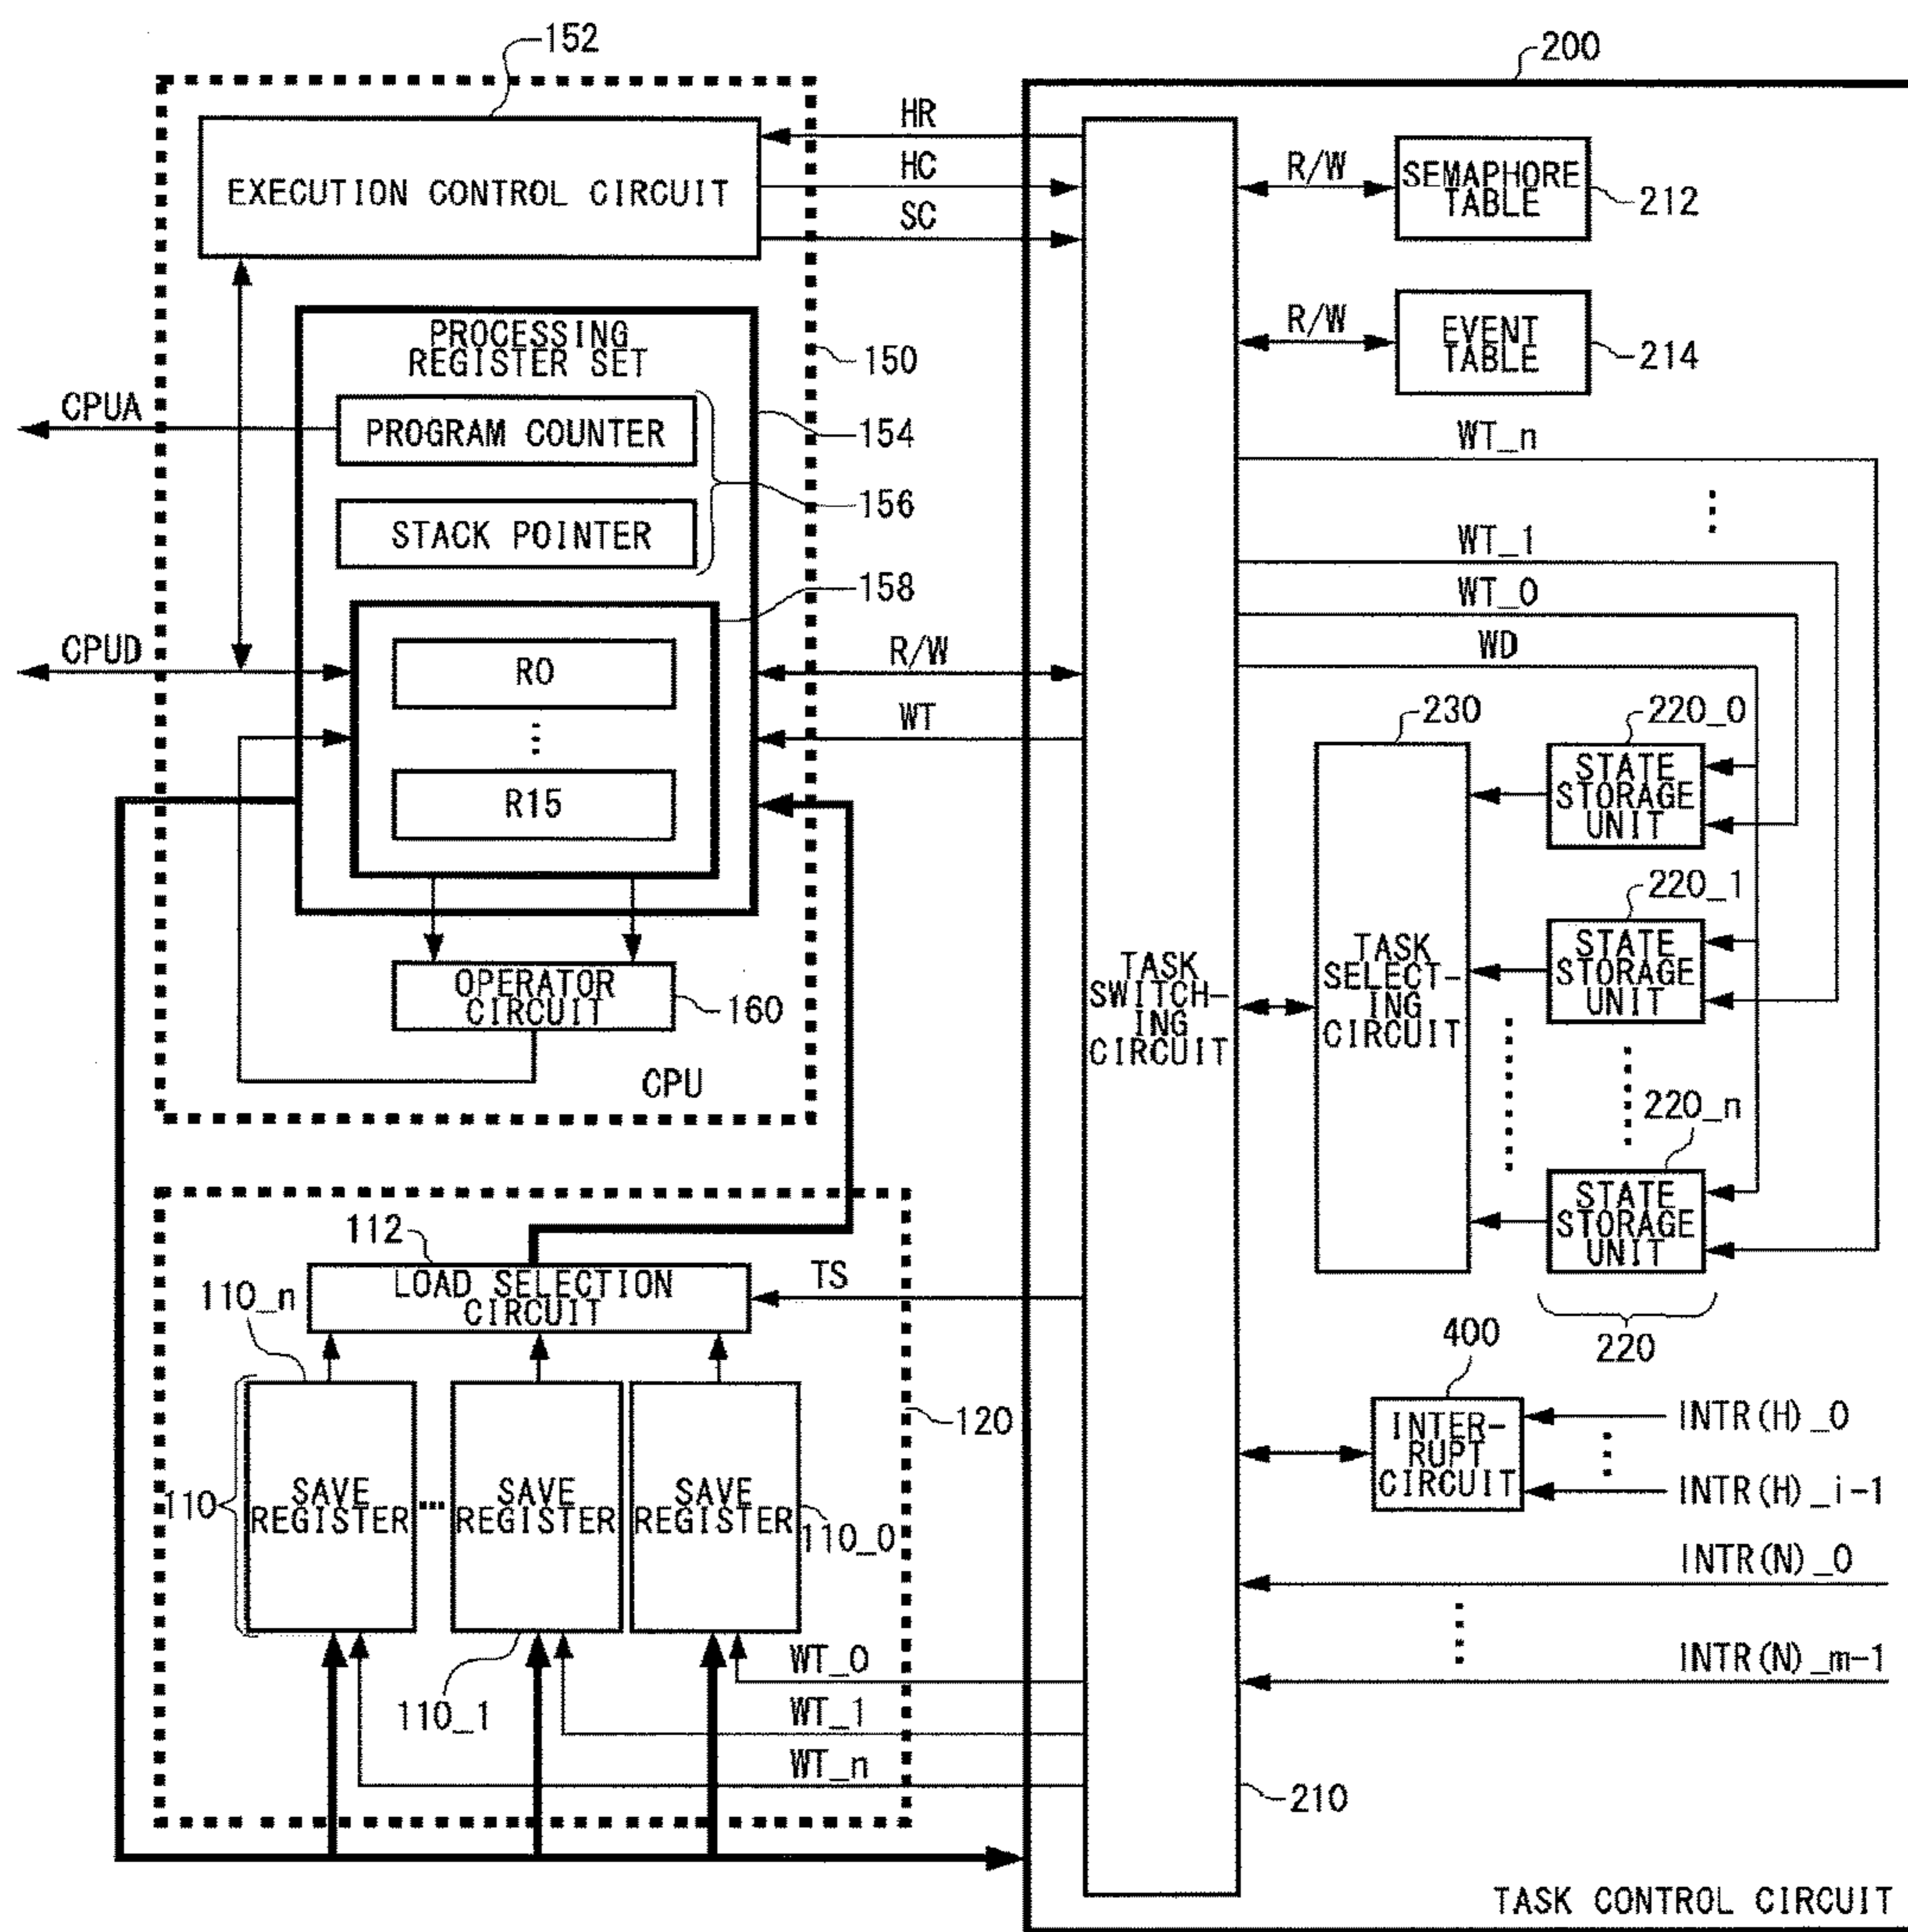 152
200
HR
EXECUTION CONTROL CIRCUIT
HC
SC
R/W
SEMAPHORE
TABLE
212
PROCESSING
REGISTER SET
150
R/W
EVENT
TABLE
214
CPUA
PROGRAM COUNTER
154
WT_n
156
STACK POINTER
WT_1
158
WT_0
CPUD
R0
R/W
WD
WT
230
220_0
STATE
STORAGE
UNIT
R15
220_1
STATE
STORAGE
UNIT
OPERATOR
CIRCUIT
160
TASK
SWITCH-
ING
CIRCUIT
TASK
SELECT-
ING
CIRCUIT
CPU
220_n
STATE
STORAGE
UNIT
112
LOAD SELECTION
CIRCUIT
TS
110_n
220
400
120
INTER-
RUPT
CIRCUIT
INTR(H)_0
INTR(H)_i-1
110
SAVE
REGISTER
...
SAVE
REGISTER
SAVE
REGISTER
110_0
INTR(N)_0
WT_0
INTR(N)_m-1
110_1
WT_1
WT_n
210
TASK CONTROL CIRCUIT